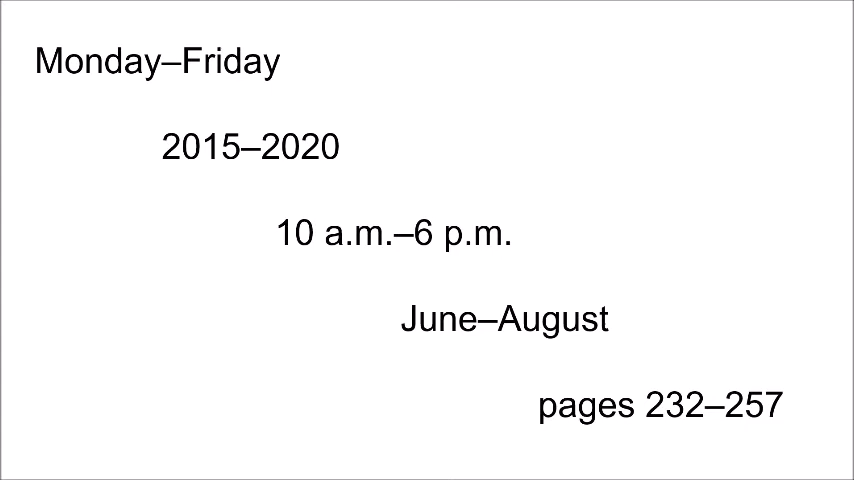 Monday–Friday
2015–2020
10 a.m.–6 p.m.
June–August
pages 232–257